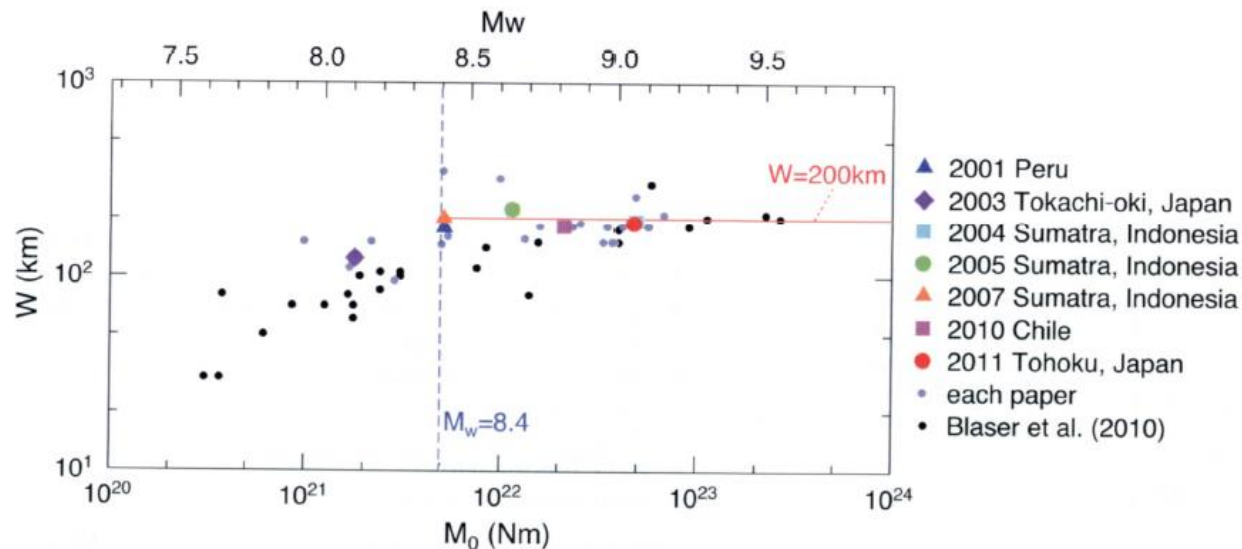 Mw
7.5 8.0 8.5 9.0 9.5
10³
W=200km
10²
W (km)
M_w=8.4
10¹
10²⁰ 10²¹ 10²² 10²³ 10²⁴
M₀ (Nm)
2001 Peru
2003 Tokachi-oki, Japan
2004 Sumatra, Indonesia
2005 Sumatra, Indonesia
2007 Sumatra, Indonesia
2010 Chile
2011 Tohoku, Japan
each paper
Blaser et al. (2010)